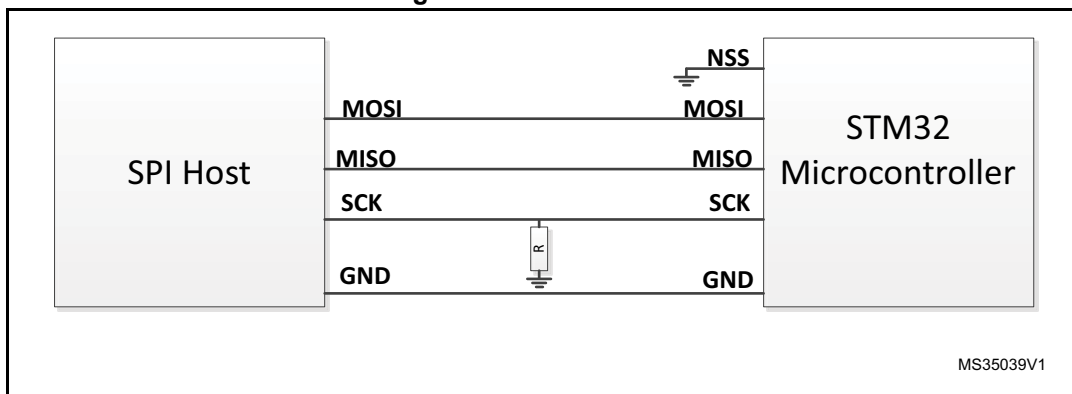 NSS
MOSI MOSI
SPI Host
STM32
Microcontroller
MISO MISO
SCK SCK
R
GND GND
MS35039V1